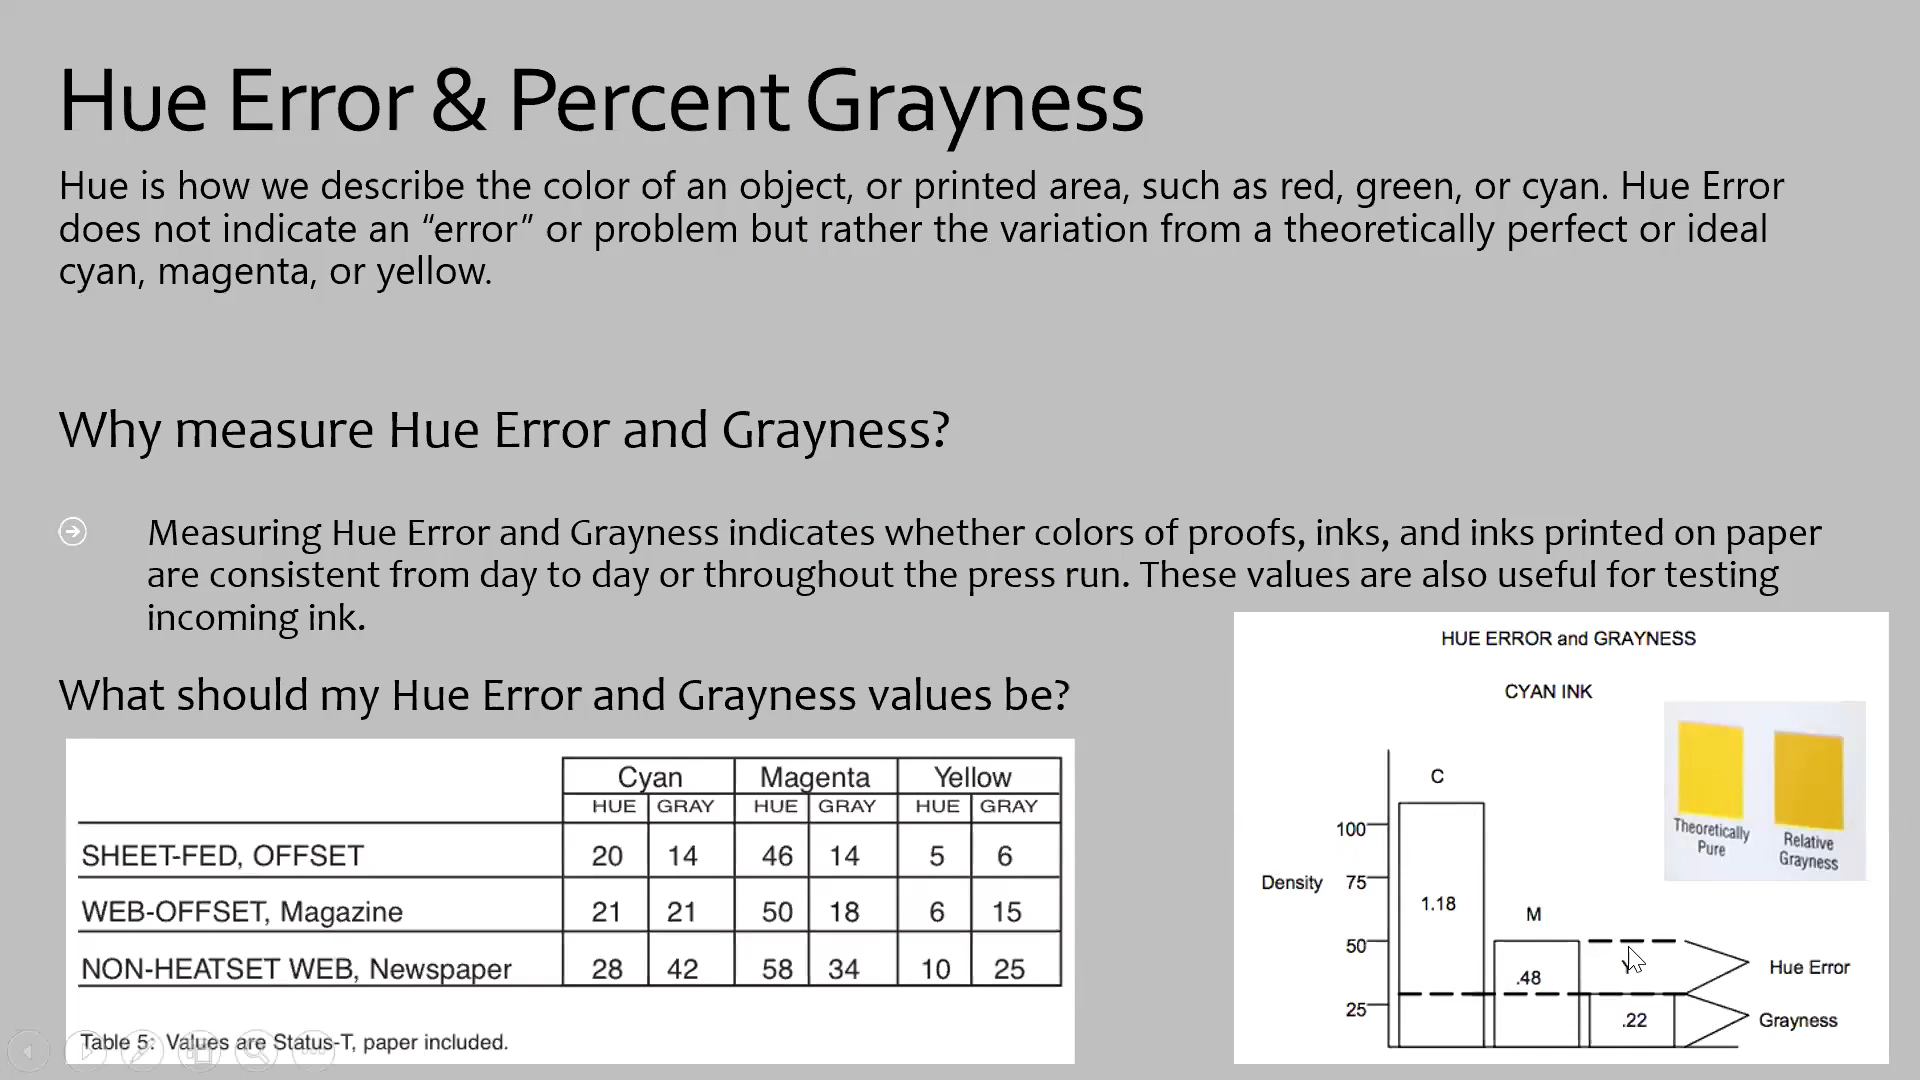 Hue Error & Percent Grayness
Hue is how we describe the color of an object, or printed area, such as red, green, or cyan. Hue Error
does not indicate an “error” or problem but rather the variation from a theoretically perfect or ideal
cyan, magenta, or yellow.
Why measure Hue Error and Grayness?
Measuring Hue Error and Grayness indicates whether colors of proofs, inks, and inks printed on paper
are consistent from day to day or throughout the press run. These values are also useful for testing
incoming ink.
What should my Hue Error and Grayness values be?
Cyan Magenta Yellow
HUE GRAY HUE GRAY HUE GRAY
SHEET-FED, OFFSET 20 14 46 14 5 6
WEB-OFFSET, Magazine 21 21 50 18 6 15
NON-HEATSET WEB, Newspaper 28 42 58 34 10 25
Table 5: Values are Status-T, paper included.
HUE ERROR and GRAYNESS
CYAN INK
Theoretically
Pure
Relative
Grayness
C
100
Density 75
1.18
M
50
Hue Error
.48
25
.22
Grayness